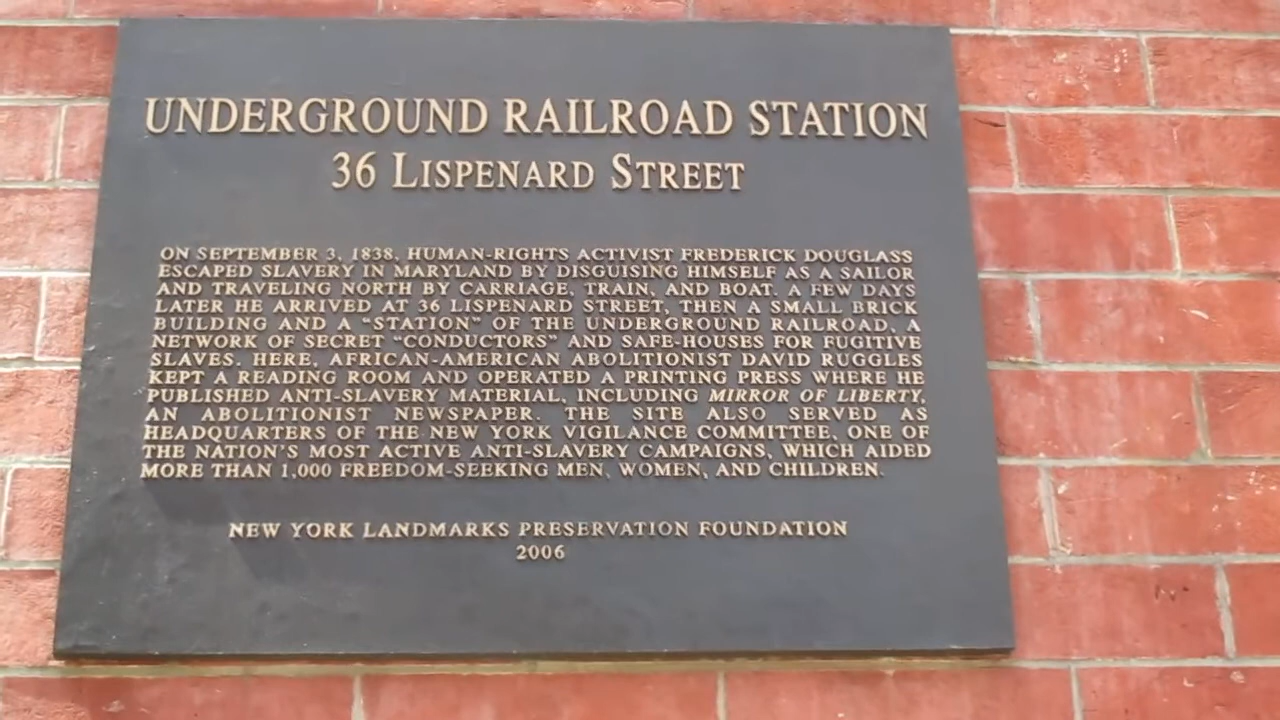 UNDERGROUND RAILROAD STATION
36 LISPENARD STREET
ON SEPTEMBER 3, 1838, HUMAN-RIGHTS ACTIVIST FREDERICK DOUGLASS
ESCAPED SLAVERY IN MARYLAND BY DISGUISING HIMSELF AS A SAILOR
AND TRAVELING NORTH BY CARRIAGE, TRAIN, AND BOAT. A FEW DAYS
LATER HE ARRIVED AT 36 LISPENARD STREET, THEN A SMALL BRICK
BUILDING AND A "STATION" OF THE UNDERGROUND RAILROAD, A
NETWORK OF SECRET "CONDUCTORS" AND SAFE-HOUSES FOR FUGITIVE
SLAVES. HERE, AFRICAN-AMERICAN ABOLITIONIST DAVID RUGGLES
KEPT A READING ROOM AND OPERATED A PRINTING PRESS WHERE HE
PUBLISHED ANTI-SLAVERY MATERIAL, INCLUDING MIRROR OF LIBERTY,
AN ABOLITIONIST NEWSPAPER. THE SITE ALSO SERVED AS
HEADQUARTERS OF THE NEW YORK VIGILANCE COMMITTEE, ONE OF
THE NATION'S MOST ACTIVE ANTI-SLAVERY CAMPAIGNS, WHICH AIDED
MORE THAN 1,000 FREEDOM-SEEKING MEN, WOMEN, AND CHILDREN.
NEW YORK LANDMARKS PRESERVATION FOUNDATION
2006